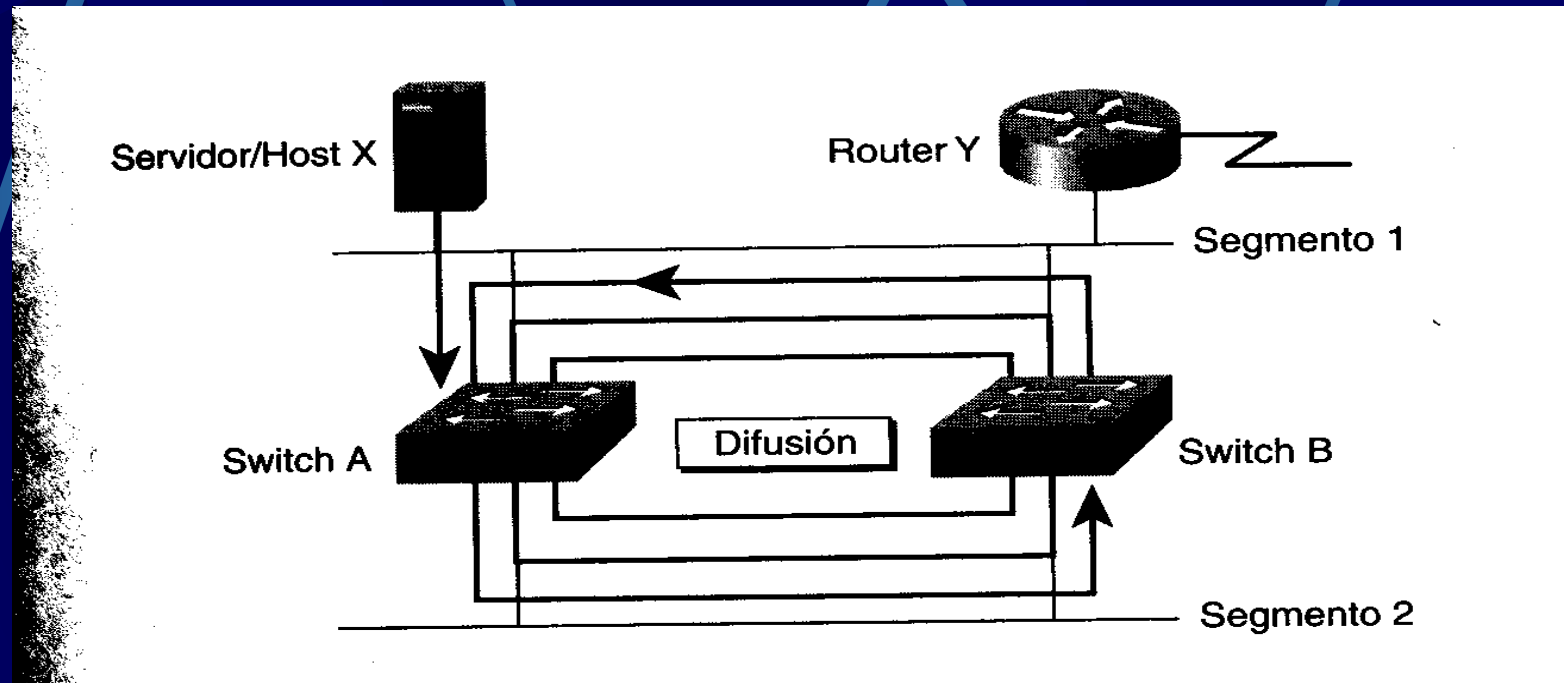 Servidor/Host X
Router Y
Segmento 1
Switch A
Difusión
Switch B
Segmento 2